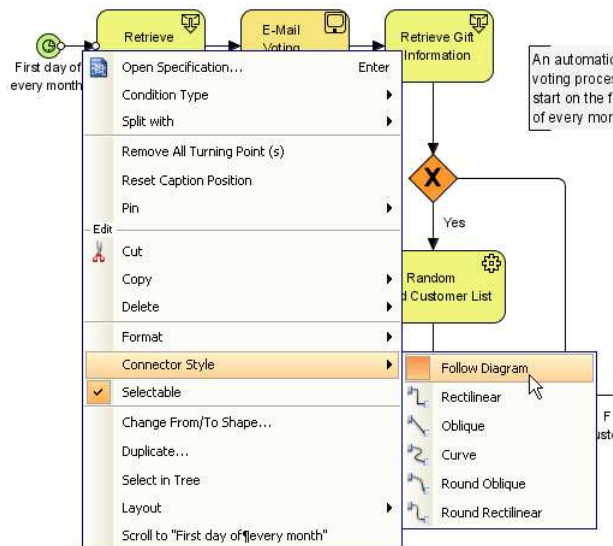 Retrieve
E-Mail
Voting
Retrieve Gift
Information
First day of
every month
An automatic
voting proces
start on the f
of every mon
Open Specification... Enter
Condition Type
Split with
Remove All Turning Point (s)
Reset Caption Position
Pin
Edit
Cut
Copy
Delete
Format
Connector Style
Selectable
Change From/To Shape...
Duplicate...
Select in Tree
Layout
Scroll to "First day of¶every month"
X
Yes
Random
d Customer List
Follow Diagram
Rectilinear
Oblique
Curve
Round Oblique
Round Rectilinear
F
uste